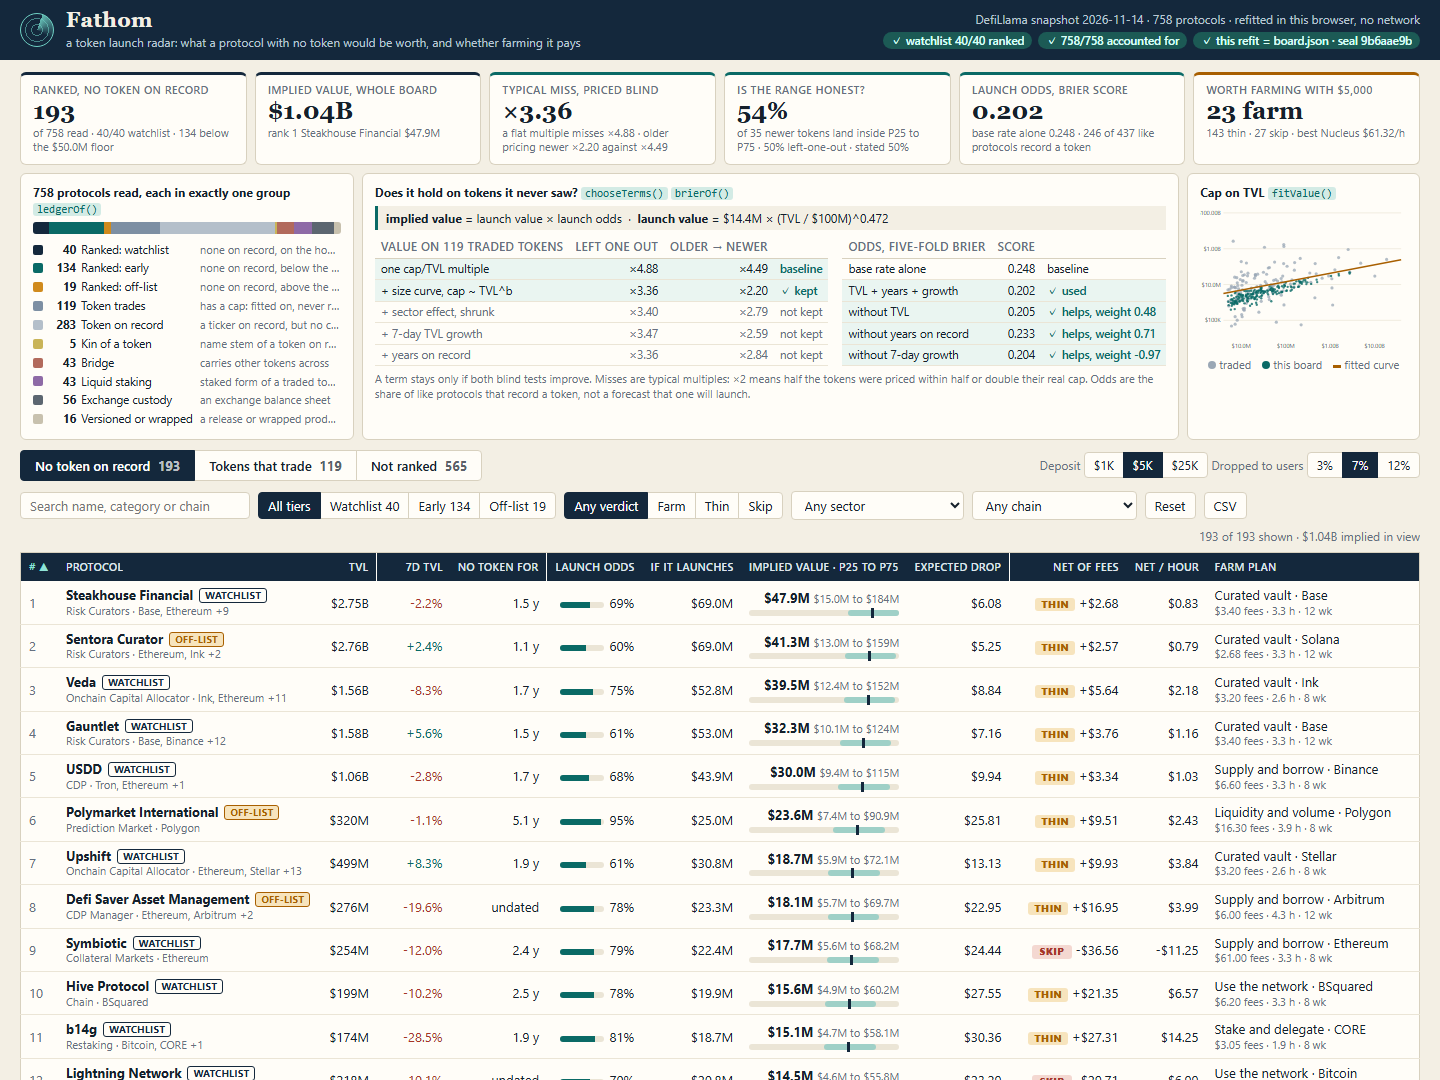 Fathom
a token launch radar: what a protocol with no token would be worth, and whether farming it pays
DefiLlama snapshot 2026-11-14 · 758 protocols · refitted in this browser, no network
✓ watchlist 40/40 ranked
✓ 758/758 accounted for
✓ this refit = board.json · seal 9b6aae9b
RANKED, NO TOKEN ON RECORD
193
of 758 read · 40/40 watchlist · 134 below
the $50.0M floor
IMPLIED VALUE, WHOLE BOARD
$1.04B
rank 1 Steakhouse Financial $47.9M
TYPICAL MISS, PRICED BLIND
×3.36
a flat multiple misses ×4.88 · older
pricing newer ×2.20 against ×4.49
IS THE RANGE HONEST?
54%
of 35 newer tokens land inside P25 to
P75 · 50% left-one-out · stated 50%
LAUNCH ODDS, BRIER SCORE
0.202
base rate alone 0.248 · 246 of 437 like
protocols record a token
WORTH FARMING WITH $5,000
23 farm
143 thin · 27 skip · best Nucleus $61.32/h
758 protocols read, each in exactly one group
ledgerOf()
40 Ranked: watchlist none on record, on the ho...
134 Ranked: early none on record, below the ...
19 Ranked: off-list none on record, above the ...
119 Token trades has a cap: fitted on, never r...
283 Token on record a ticker on record, but no c...
5 Kin of a token name stem of a token on r...
43 Bridge carries other tokens across
43 Liquid staking staked form of a traded to...
56 Exchange custody an exchange balance sheet
16 Versioned or wrapped a release or wrapped prod...
Does it hold on tokens it never saw? chooseTerms() brierOf()
implied value = launch value × launch odds · launch value = $14.4M × (TVL / $100M)^0.472
VALUE ON 119 TRADED TOKENS LEFT ONE OUT OLDER → NEWER
one cap/TVL multiple ×4.88 ×4.49 baseline
+ size curve, cap ~ TVL^b ×3.36 ×2.20 ✓ kept
+ sector effect, shrunk ×3.40 ×2.79 not kept
+ 7-day TVL growth ×3.47 ×2.59 not kept
+ years on record ×3.36 ×2.84 not kept
ODDS, FIVE-FOLD BRIER SCORE
base rate alone 0.248 baseline
TVL + years + growth 0.202 ✓ used
without TVL 0.205 ✓ helps, weight 0.48
without years on record 0.233 ✓ helps, weight 0.71
without 7-day growth 0.204 ✓ helps, weight -0.97
A term stays only if both blind tests improve. Misses are typical multiples: ×2 means half the tokens were priced within half or double their real cap. Odds are the
share of like protocols that record a token, not a forecast that one will launch.
Cap on TVL fitValue()
$100.00B
$1.00B
$10.0M
$100K
$10.0M $100M $1.00B $10.00B
traded this board fitted curve
No token on record 193
Tokens that trade 119
Not ranked 565
Deposit $1K $5K $25K Dropped to users 3% 7% 12%
Search name, category or chain
All tiers Watchlist 40 Early 134 Off-list 19
Any verdict Farm Thin Skip
Any sector
Any chain
Reset
CSV
193 of 193 shown · $1.04B implied in view
# ▲ PROTOCOL TVL 7D TVL NO TOKEN FOR LAUNCH ODDS IF IT LAUNCHES IMPLIED VALUE · P25 TO P75 EXPECTED DROP NET OF FEES NET / HOUR FARM PLAN
1 Steakhouse Financial WATCHLIST $2.75B -2.2% 1.5 y 69% $69.0M $47.9M $15.0M to $184M $6.08 THIN +$2.68 $0.83 Curated vault · Base
Risk Curators · Base, Ethereum +9 $3.40 fees · 3.3 h · 12 wk
2 Sentora Curator OFF-LIST $2.76B +2.4% 1.1 y 60% $69.0M $41.3M $13.0M to $159M $5.25 THIN +$2.57 $0.79 Curated vault · Solana
Risk Curators · Ethereum, Ink +2 $2.68 fees · 3.3 h · 12 wk
3 Veda WATCHLIST $1.56B -8.3% 1.7 y 75% $52.8M $39.5M $12.4M to $152M $8.84 THIN +$5.64 $2.18 Curated vault · Ink
Onchain Capital Allocator · Ink, Ethereum +11 $3.20 fees · 2.6 h · 8 wk
4 Gauntlet WATCHLIST $1.58B +5.6% 1.5 y 61% $53.0M $32.3M $10.1M to $124M $7.16 THIN +$3.76 $1.16 Curated vault · Base
Risk Curators · Base, Binance +12 $3.40 fees · 3.3 h · 12 wk
5 USDD WATCHLIST $1.06B -2.8% 1.7 y 68% $43.9M $30.0M $9.4M to $115M $9.94 THIN +$3.34 $1.03 Supply and borrow · Binance
CDP · Tron, Ethereum +1 $6.60 fees · 3.3 h · 8 wk
6 Polymarket International OFF-LIST $320M -1.1% 5.1 y 95% $25.0M $23.6M $7.4M to $90.9M $25.81 THIN +$9.51 $2.43 Liquidity and volume · Polygon
Prediction Market · Polygon $16.30 fees · 3.9 h · 8 wk
7 Upshift WATCHLIST $499M +8.3% 1.9 y 61% $30.8M $18.7M $5.9M to $72.1M $13.13 THIN +$9.93 $3.84 Curated vault · Stellar
Onchain Capital Allocator · Ethereum, Stellar +13 $3.20 fees · 2.6 h · 8 wk
8 Defi Saver Asset Management OFF-LIST $276M -19.6% undated 78% $23.3M $18.1M $5.7M to $69.7M $22.95 THIN +$16.95 $3.99 Supply and borrow · Arbitrum
CDP Manager · Ethereum, Arbitrum +2 $6.00 fees · 4.3 h · 12 wk
9 Symbiotic WATCHLIST $254M -12.0% 2.4 y 79% $22.4M $17.7M $5.6M to $68.2M $24.44 SKIP -$36.56 -$11.25 Supply and borrow · Ethereum
Collateral Markets · Ethereum $61.00 fees · 3.3 h · 8 wk
10 Hive Protocol WATCHLIST $199M -10.2% 2.5 y 78% $19.9M $15.6M $4.9M to $60.2M $27.55 THIN +$21.35 $6.57 Use the network · BSquared
Chain · BSquared $6.20 fees · 3.3 h · 8 wk
11 b14g WATCHLIST $174M -28.5% 1.9 y 81% $18.7M $15.1M $4.7M to $58.1M $30.36 THIN +$27.31 $14.25 Stake and delegate · CORE
Restaking · Bitcoin, CORE +1 $3.05 fees · 1.9 h · 8 wk
Lightning Network WATCHLIST $14.5M $4.6M to $55.8M Use the network · Bitcoin